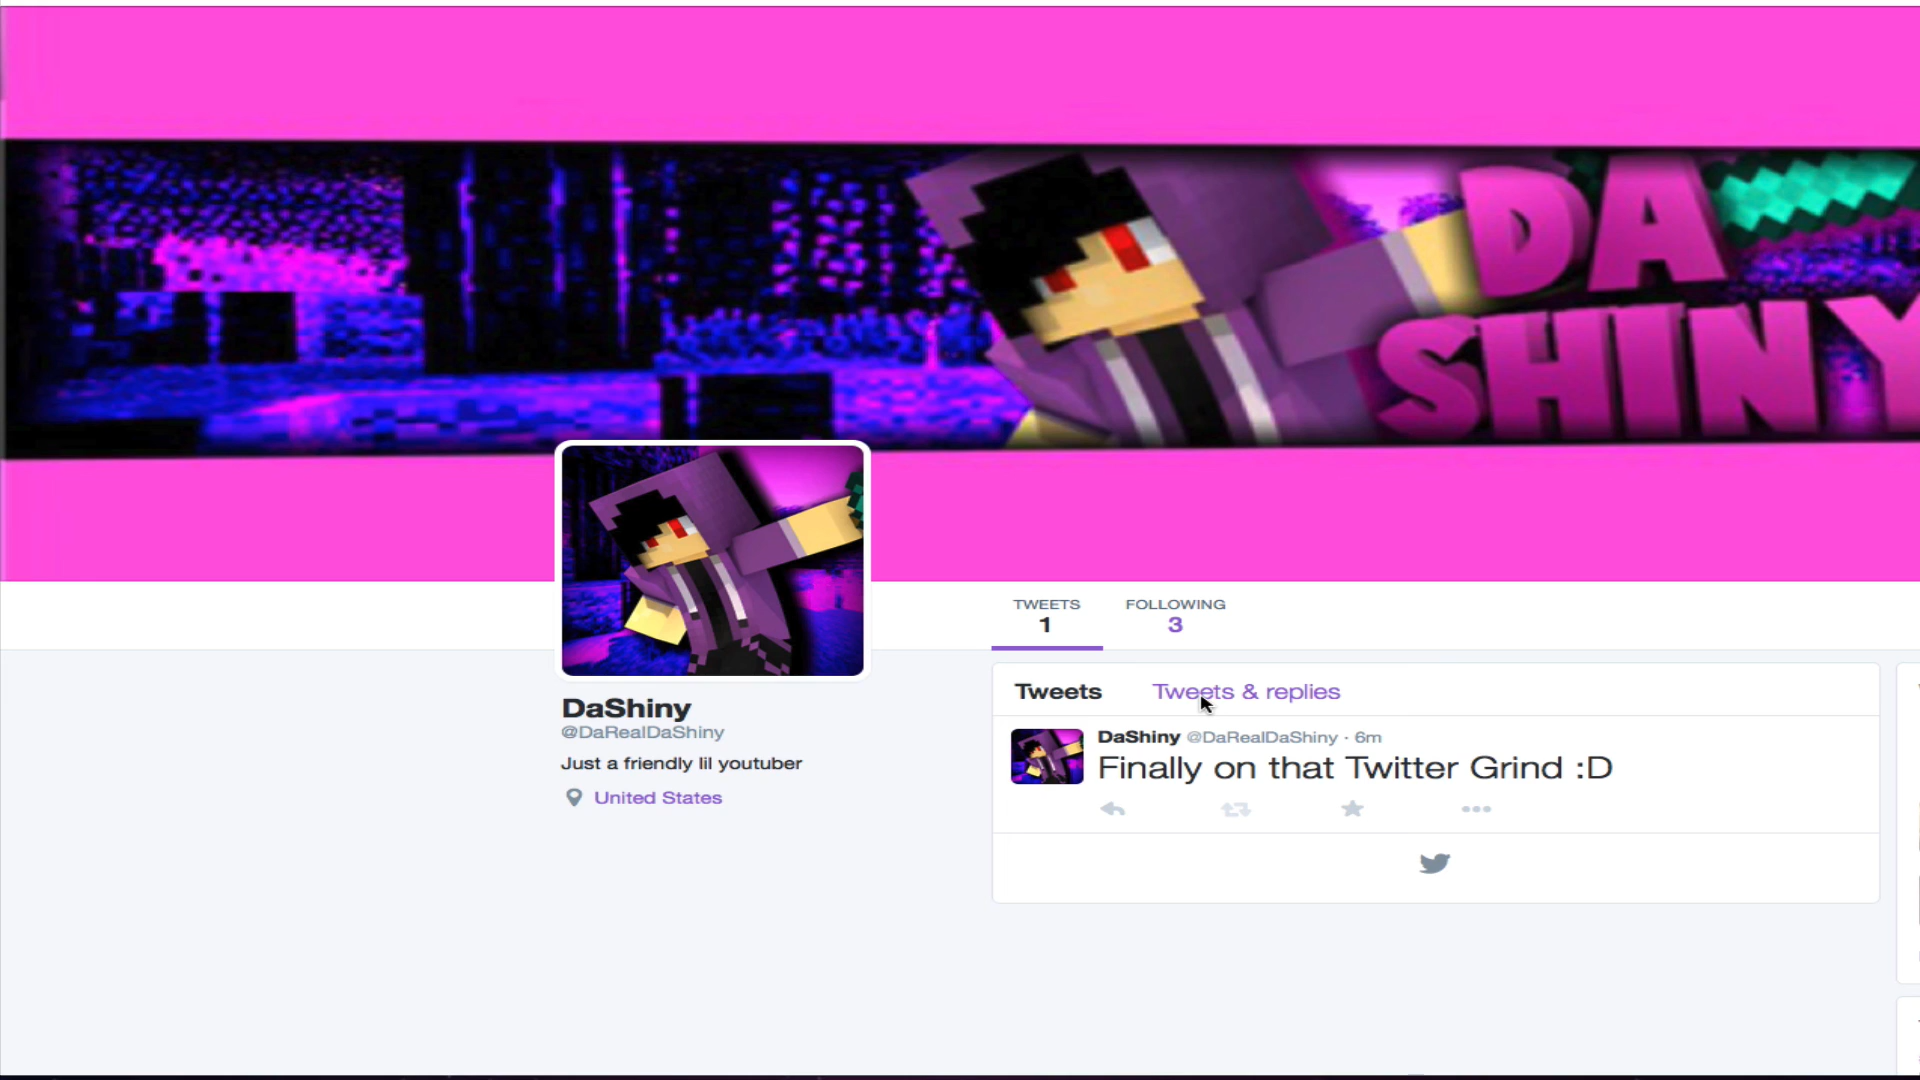 DA
SHINY
TWEETS
1
FOLLOWING
3
Tweets
Tweets & replies
DaShiny @DaRealDaShiny · 6m
Finally on that Twitter Grind :D
DaShiny
@DaRealDaShiny
Just a friendly lil youtuber
United States